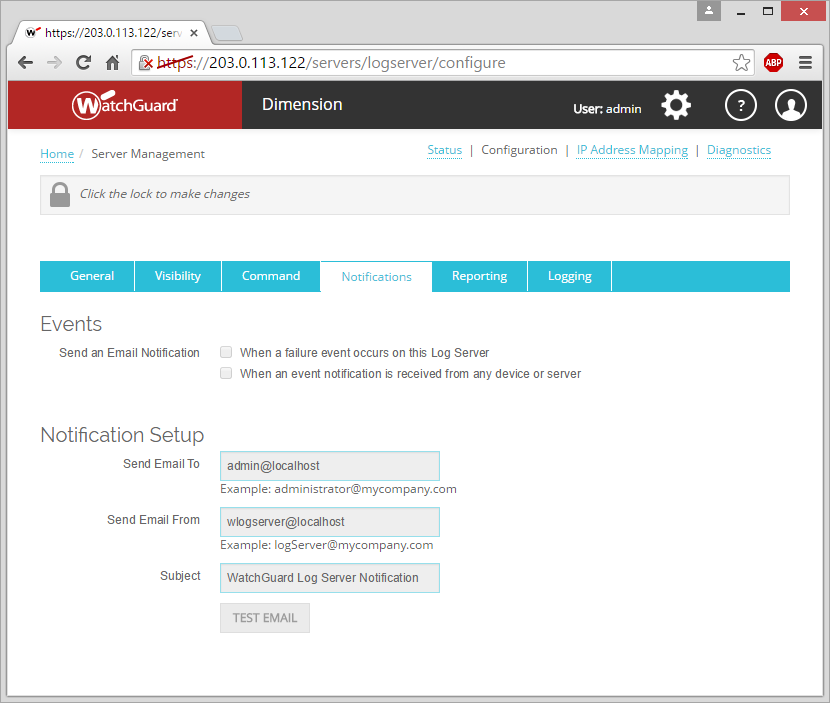 https://203.0.113.122/serv
https://203.0.113.122/servers/logserver/configure
ABP
WatchGuard
Dimension
User: admin
?
Home / Server Management
Status | Configuration | IP Address Mapping | Diagnostics
Click the lock to make changes
General Visibility Command Notifications Reporting Logging
Events
Send an Email Notification
When a failure event occurs on this Log Server
When an event notification is received from any device or server
Notification Setup
Send Email To admin@localhost
Example: administrator@mycompany.com
Send Email From wlogserver@localhost
Example: logServer@mycompany.com
Subject WatchGuard Log Server Notification
TEST EMAIL